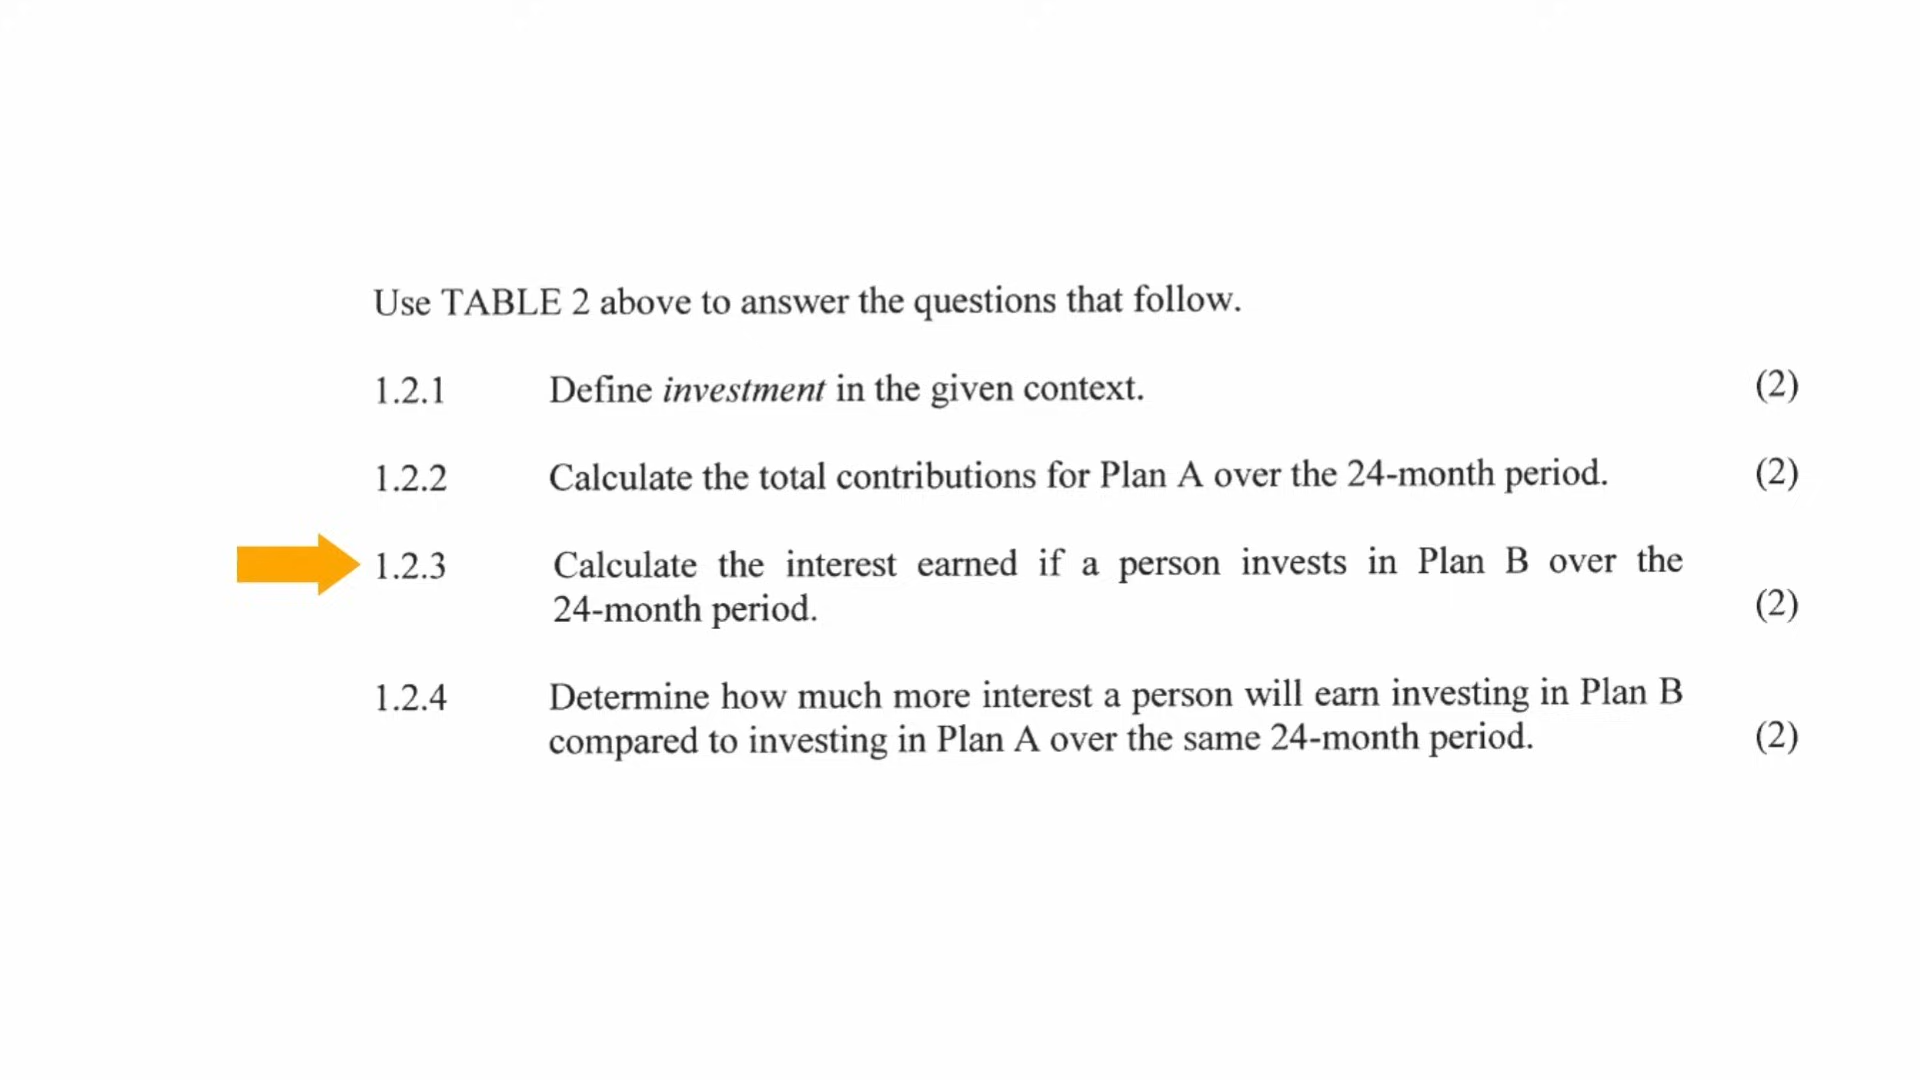 Use TABLE 2 above to answer the questions that follow.
1.2.1 Define investment in the given context. (2)
1.2.2 Calculate the total contributions for Plan A over the 24-month period. (2)
1.2.3 Calculate the interest earned if a person invests in Plan B over the
24-month period. (2)
1.2.4 Determine how much more interest a person will earn investing in Plan B
compared to investing in Plan A over the same 24-month period. (2)